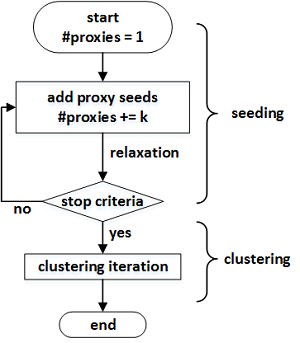 start
#proxies = 1
add proxy seeds
#proxies += k
seeding
relaxation
stop criteria
no
yes
clustering iteration
clustering
end